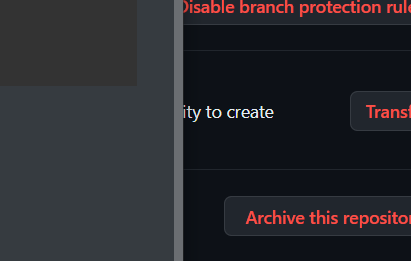 Disable branch protection rul
ity to create
Transf
Archive this repositor